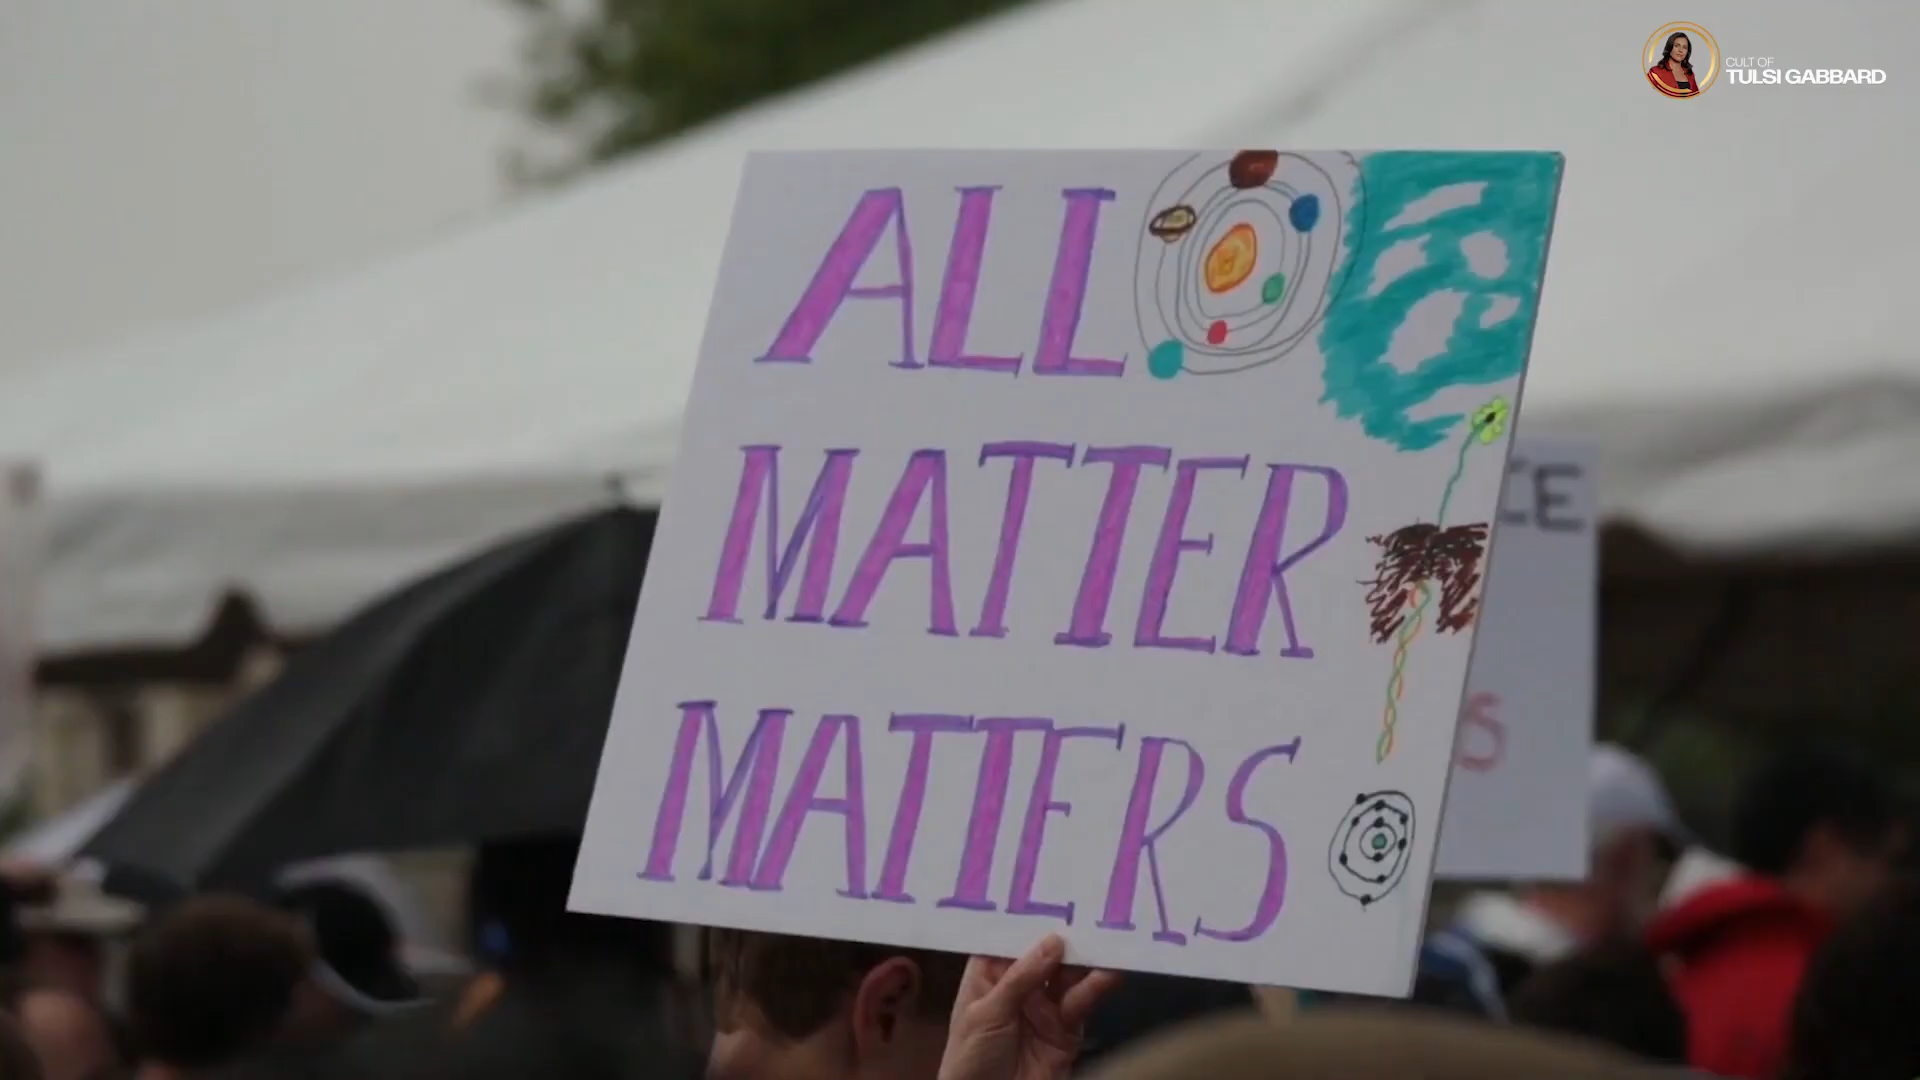 CULT OF
TULSI GABBARD
ALL
MATTER
MATTERS